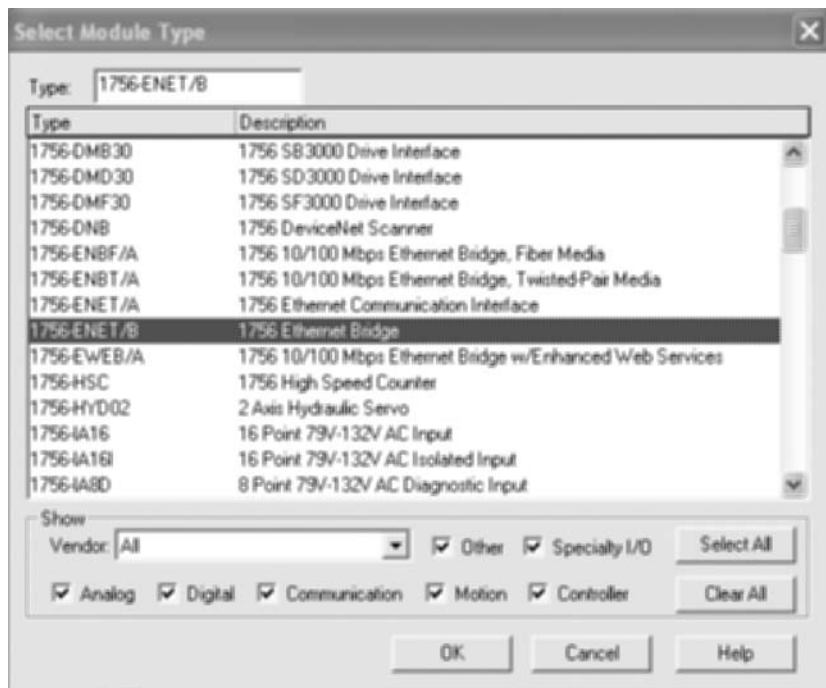 Select Module Type
Type: 1756-ENET/B
Type Description
1756-DMB30 1756 SB3000 Drive Interface
1756-DMD30 1756 SD3000 Drive Interface
1756-DMF30 1756 SF3000 Drive Interface
1756-DNB 1756 DeviceNet Scanner
1756-ENBF/A 1756 10/100 Mbps Ethernet Bridge, Fiber Media
1756-ENBT/A 1756 10/100 Mbps Ethernet Bridge, Twisted-Pair Media
1756-ENET/A 1756 Ethernet Communication Interface
1756-ENET/B 1756 Ethernet Bridge
1756-EWEB/A 1756 10/100 Mbps Ethernet Bridge w/Enhanced Web Services
1756-HSC 1756 High Speed Counter
1756-HYD02 2 Axis Hydraulic Servo
1756-IA16 16 Point 79V-132V AC Input
1756-IA16I 16 Point 79V-132V AC Isolated Input
1756-IA8D 8 Point 79V-132V AC Diagnostic Input
Show
Vendor: All Other Specialty I/O Select All
Analog Digital Communication Motion Controller Clear All
OK Cancel Help